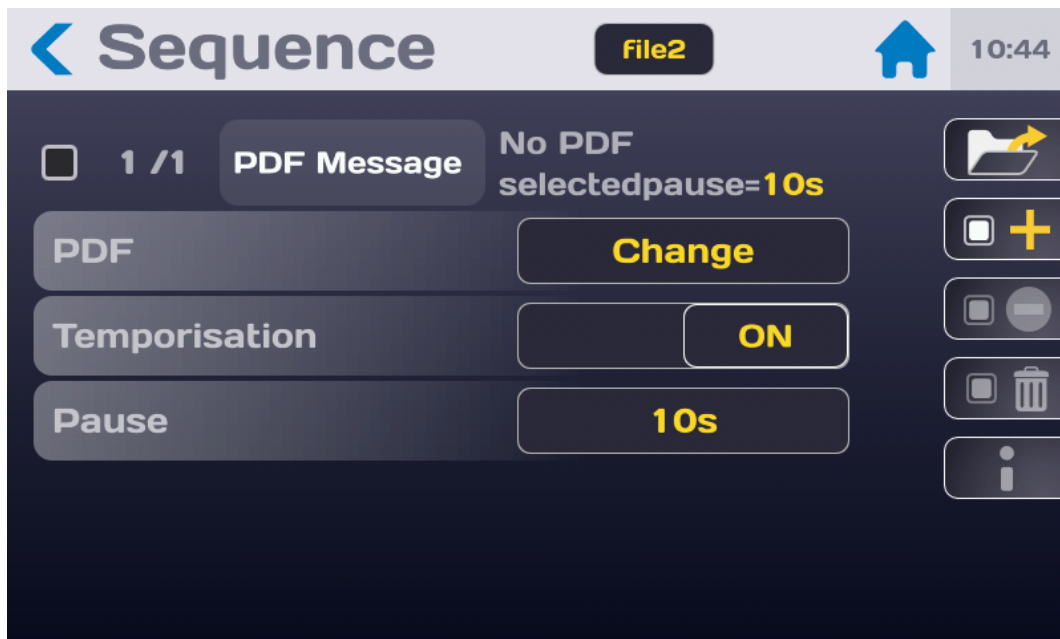 Sequence file2 10:44
1 /1 PDF Message No PDF
selectedpause=10s
PDF Change
Temporisation ON
Pause 10s